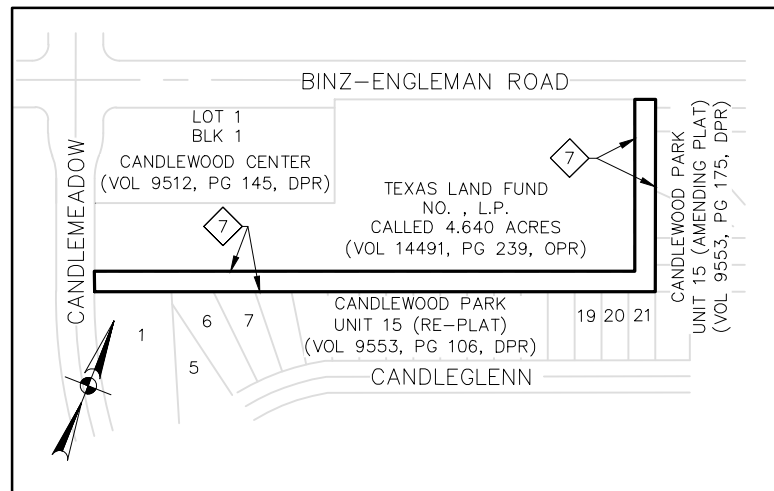 BINZ-ENGLEMAN ROAD
LOT 1
BLK 1
CANDLEWOOD CENTER
(VOL 9512, PG 145, DPR)
CANDLEMEADOW
7
TEXAS LAND FUND
NO. , L.P.
CALLED 4.640 ACRES
(VOL 14491, PG 239, OPR)
7
CANDLEWOOD PARK
UNIT 15 (AMENDING PLAT)
(VOL 9553, PG 175, DPR)
1
6
7
5
CANDLEWOOD PARK
UNIT 15 (RE-PLAT)
(VOL 9553, PG 106, DPR)
19 20 21
CANDLEGLENN